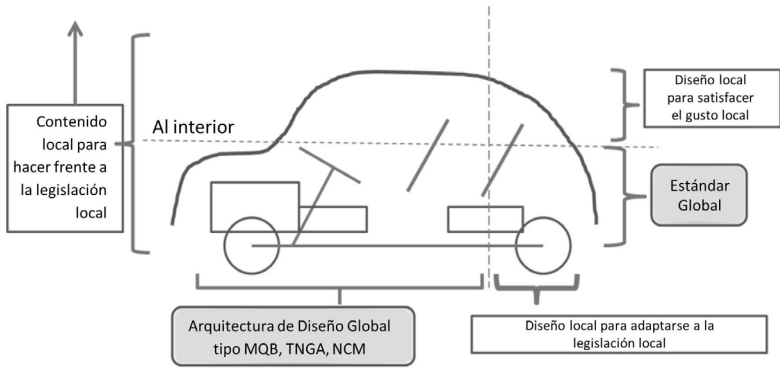 Contenido
local para
hacer frente a
la legislación
local
Al interior
Diseño local
para satisfacer
el gusto local
Estándar
Global
Arquitectura de Diseño Global
tipo MQB, TNGA, NCM
Diseño local para adaptarse a la
legislación local